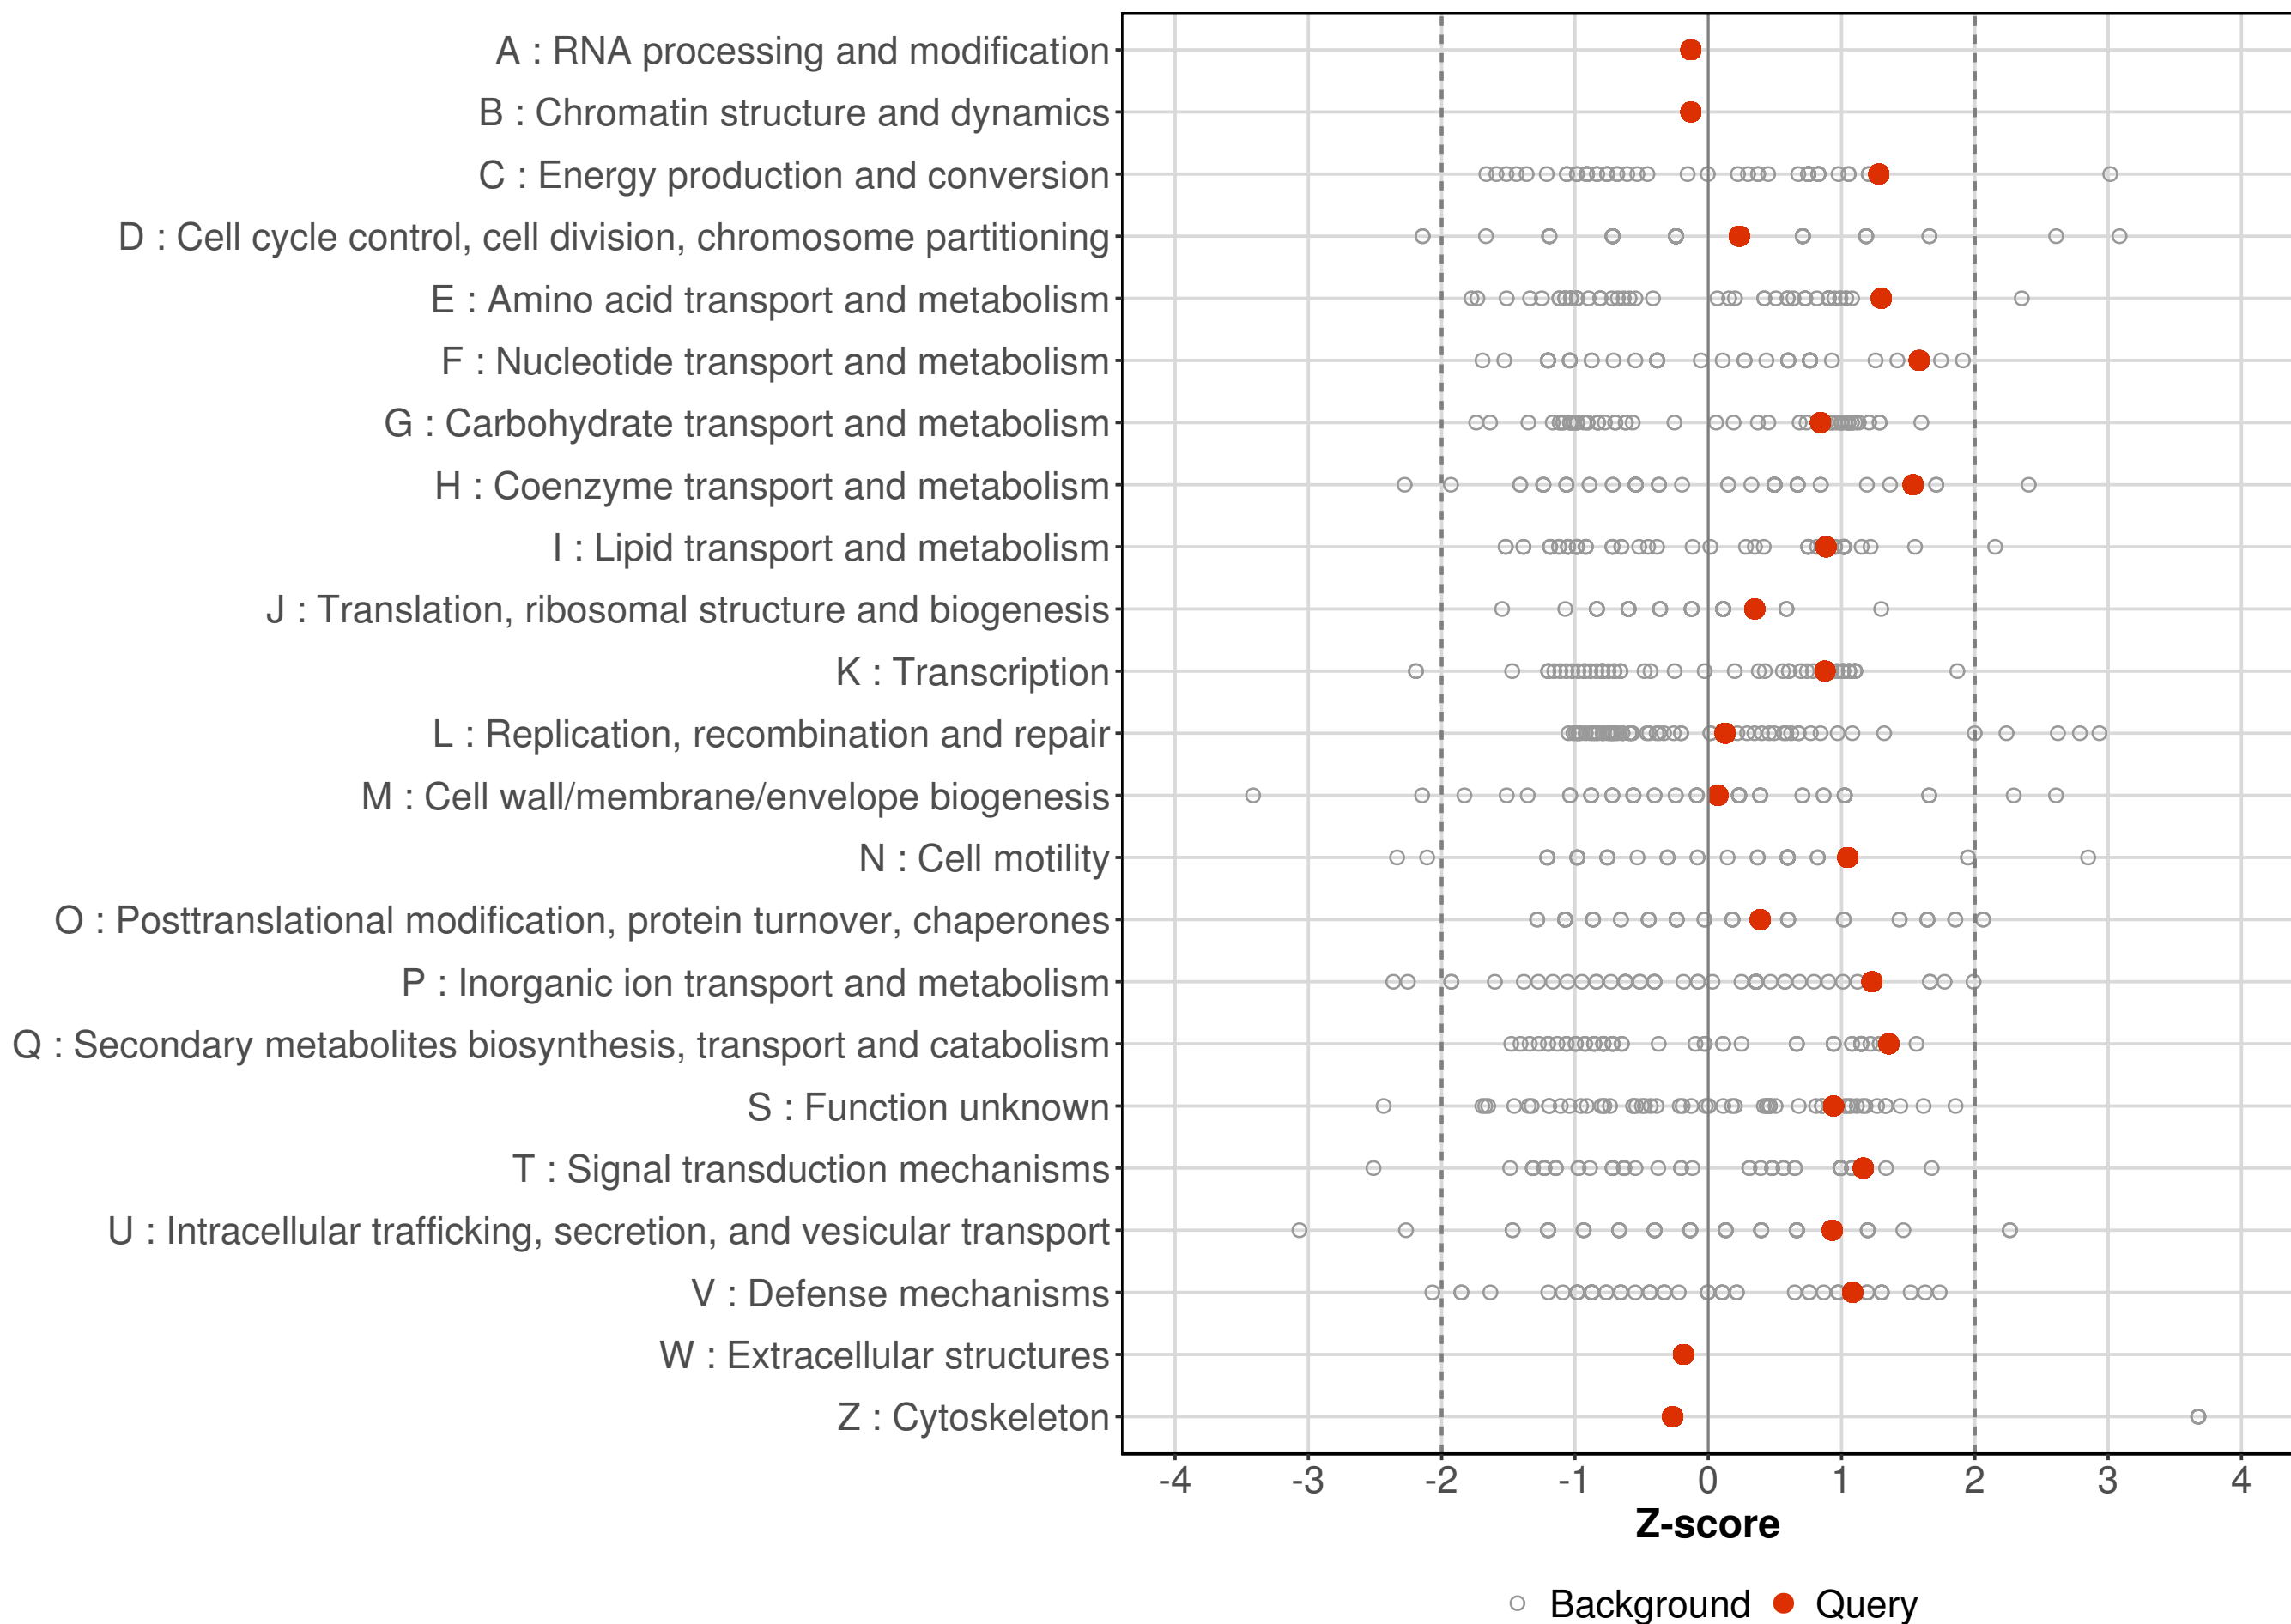 A : RNA processing and modification
B : Chromatin structure and dynamics
C : Energy production and conversion
D : Cell cycle control, cell division, chromosome partitioning
E : Amino acid transport and metabolism
F : Nucleotide transport and metabolism
G : Carbohydrate transport and metabolism
H : Coenzyme transport and metabolism
I : Lipid transport and metabolism
J : Translation, ribosomal structure and biogenesis
K : Transcription
L : Replication, recombination and repair
M : Cell wall/membrane/envelope biogenesis
N : Cell motility
O : Posttranslational modification, protein turnover, chaperones
P : Inorganic ion transport and metabolism
Q : Secondary metabolites biosynthesis, transport and catabolism
S : Function unknown
T : Signal transduction mechanisms
U : Intracellular trafficking, secretion, and vesicular transport
V : Defense mechanisms
W : Extracellular structures
Z : Cytoskeleton
-4 -3 -2 -1 0 1 2 3 4
Z-score
Background Query